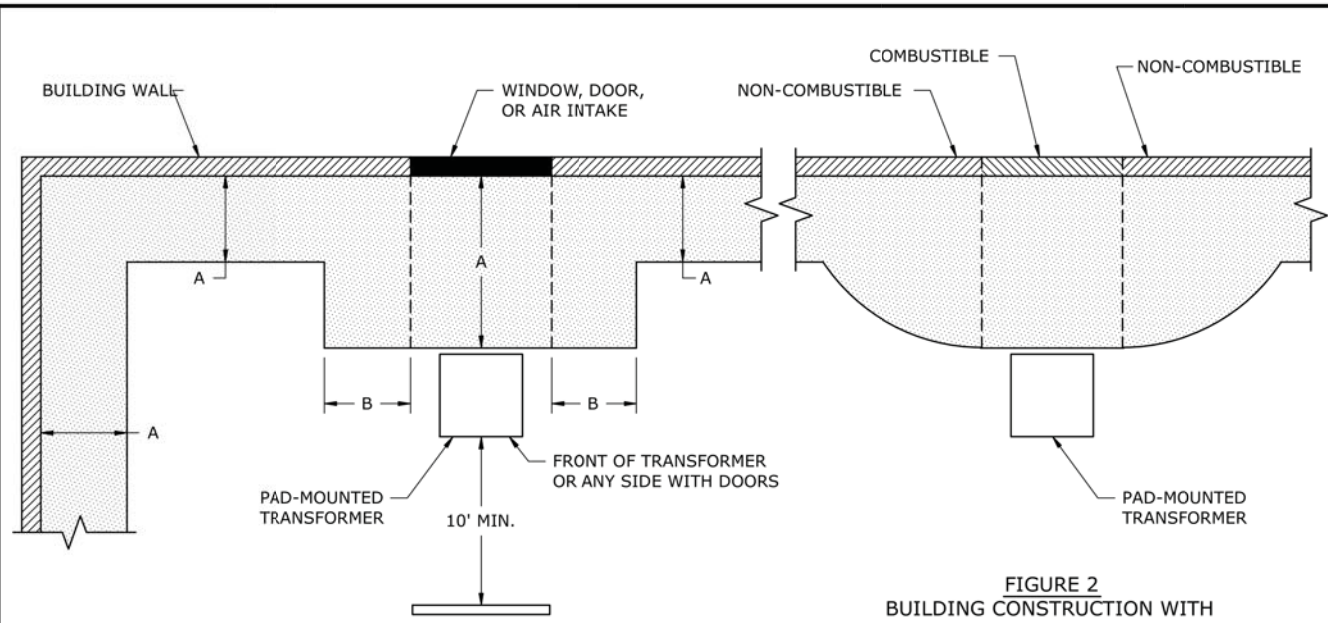 BUILDING WALL
WINDOW, DOOR,
OR AIR INTAKE
A
A
A
A
B
B
FRONT OF TRANSFORMER
OR ANY SIDE WITH DOORS
PAD-MOUNTED
TRANSFORMER
10' MIN.
COMBUSTIBLE
NON-COMBUSTIBLE
NON-COMBUSTIBLE
PAD-MOUNTED
TRANSFORMER
FIGURE 2
BUILDING CONSTRUCTION WITH